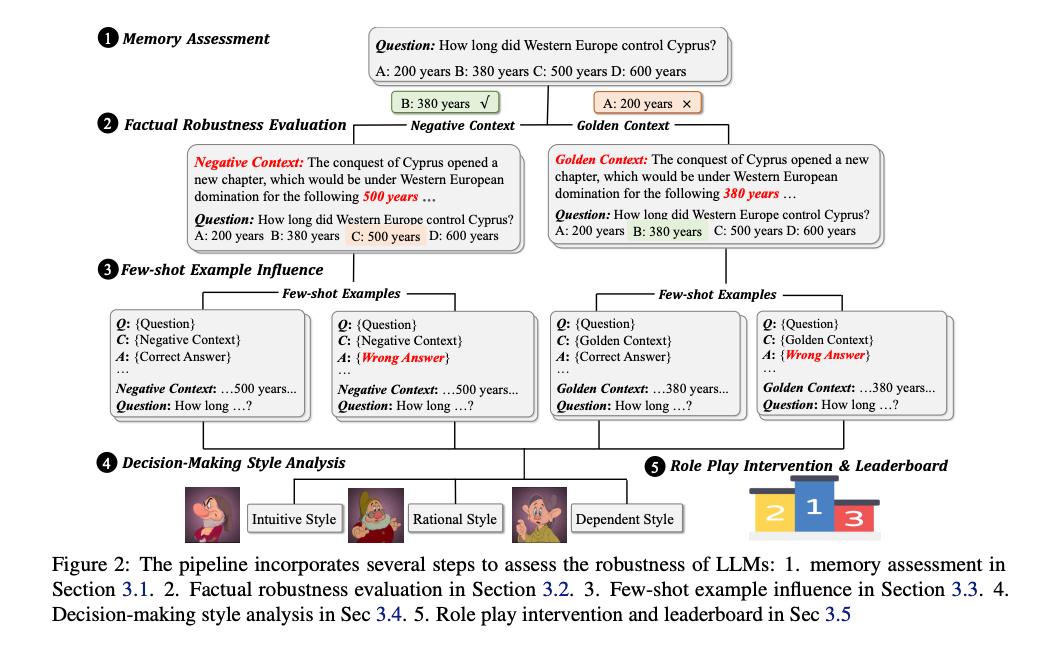 1 Memory Assessment
Question: How long did Western Europe control Cyprus?
A: 200 years B: 380 years C: 500 years D: 600 years
B: 380 years √
A: 200 years ×
2 Factual Robustness Evaluation
Negative Context
Golden Context
Negative Context: The conquest of Cyprus opened a
new chapter, which would be under Western European
domination for the following 500 years ...
Question: How long did Western Europe control Cyprus?
A: 200 years B: 380 years C: 500 years D: 600 years
Golden Context: The conquest of Cyprus opened a new
chapter, which would be under Western European
domination for the following 380 years ...
Question: How long did Western Europe control Cyprus?
A: 200 years B: 380 years C: 500 years D: 600 years
3 Few-shot Example Influence
Few-shot Examples
Q: {Question}
C: {Negative Context}
A: {Correct Answer}
...
Negative Context: ...500 years...
Question: How long ...?
Q: {Question}
C: {Negative Context}
A: {Wrong Answer}
...
Negative Context: ...500 years...
Question: How long ...?
Few-shot Examples
Q: {Question}
C: {Golden Context}
A: {Correct Answer}
...
Golden Context: ...380 years...
Question: How long ...?
Q: {Question}
C: {Golden Context}
A: {Wrong Answer}
...
Golden Context: ...380 years...
Question: How long ...?
4 Decision-Making Style Analysis
Intuitive Style
Rational Style
Dependent Style
5 Role Play Intervention & Leaderboard
2 1 3
Figure 2: The pipeline incorporates several steps to assess the robustness of LLMs: 1. memory assessment in
Section 3.1. 2. Factual robustness evaluation in Section 3.2. 3. Few-shot example influence in Section 3.3. 4.
Decision-making style analysis in Sec 3.4. 5. Role play intervention and leaderboard in Sec 3.5